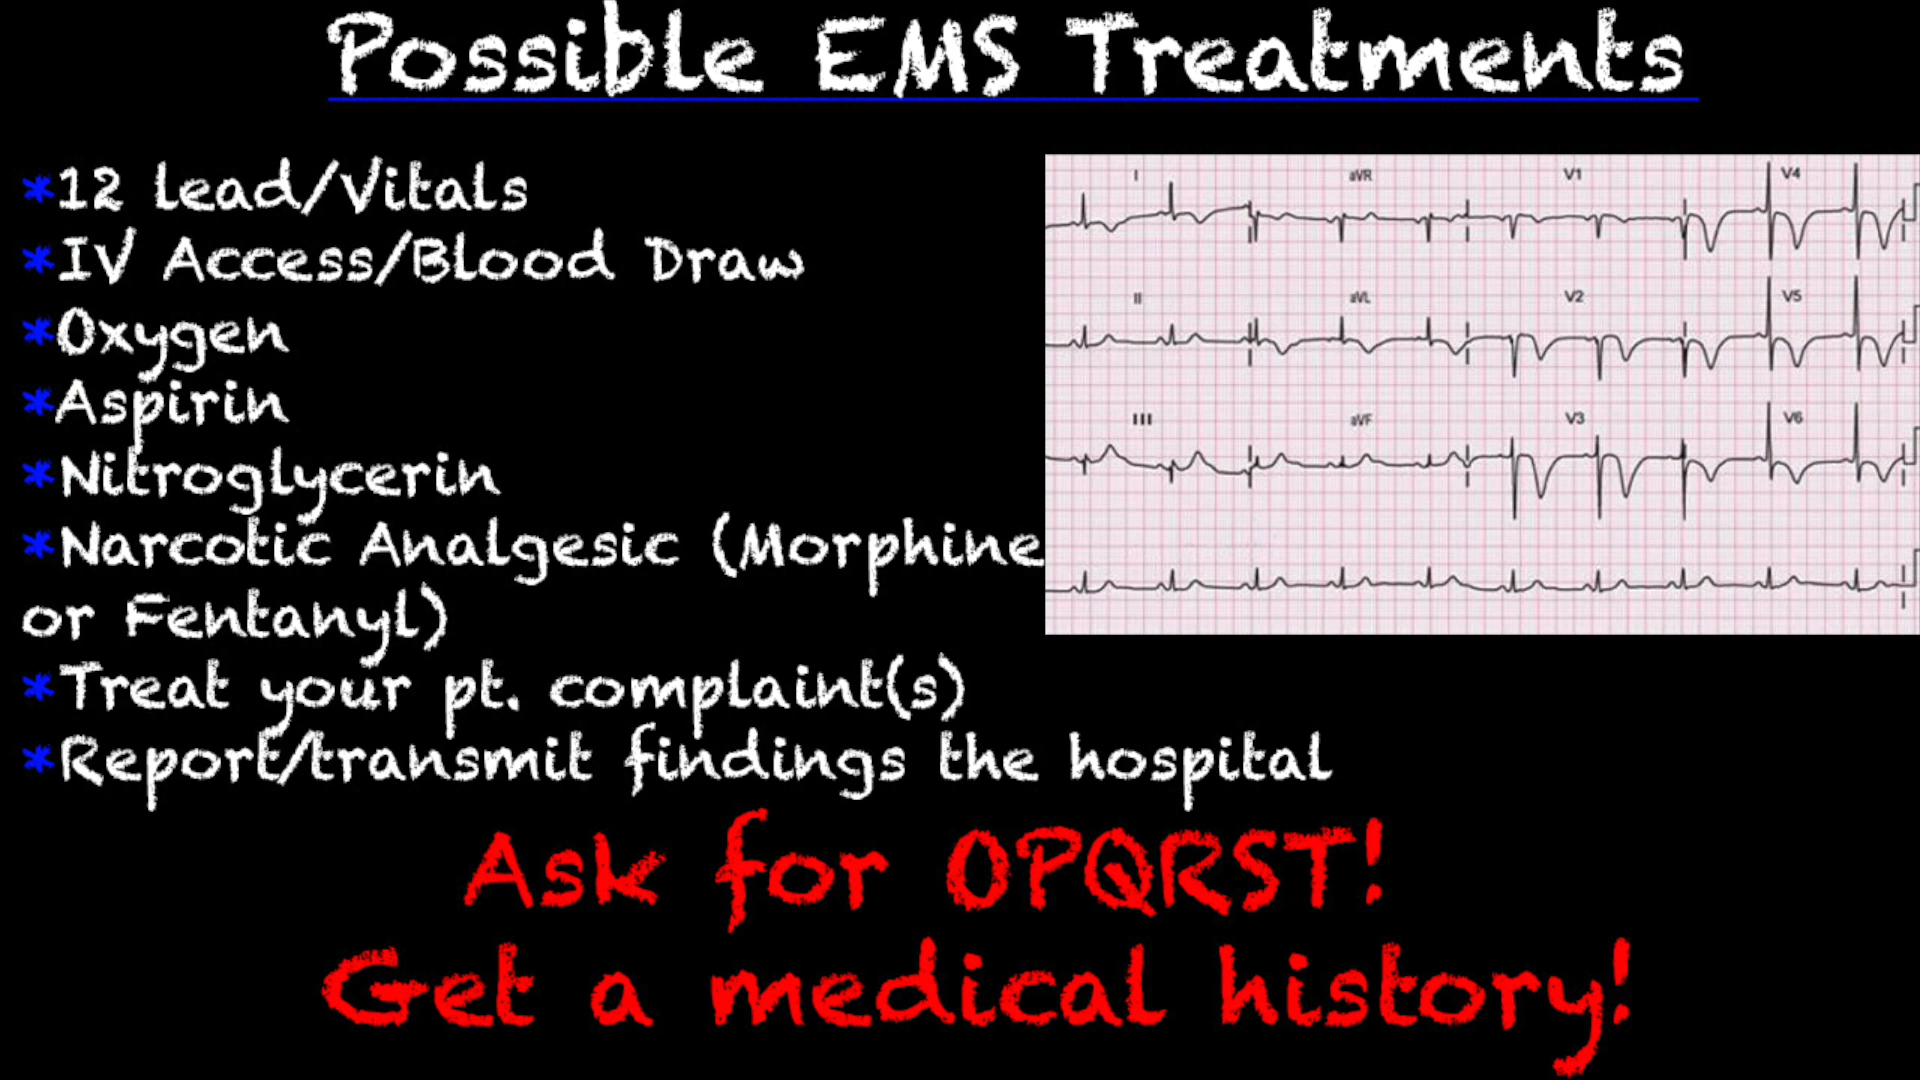 Possible EMS Treatments
*12 lead/Vitals
*IV Access/Blood Draw
*Oxygen
*Aspirin
*Nitroglycerin
*Narcotic Analgesic (Morphine
or Fentanyl)
*Treat your pt. complaint(s)
*Report/transmit findings the hospital
I aVR V1 V4
II aVL V2 V5
III aVF V3 V6
Ask for OPQRST!
Get a medical history!